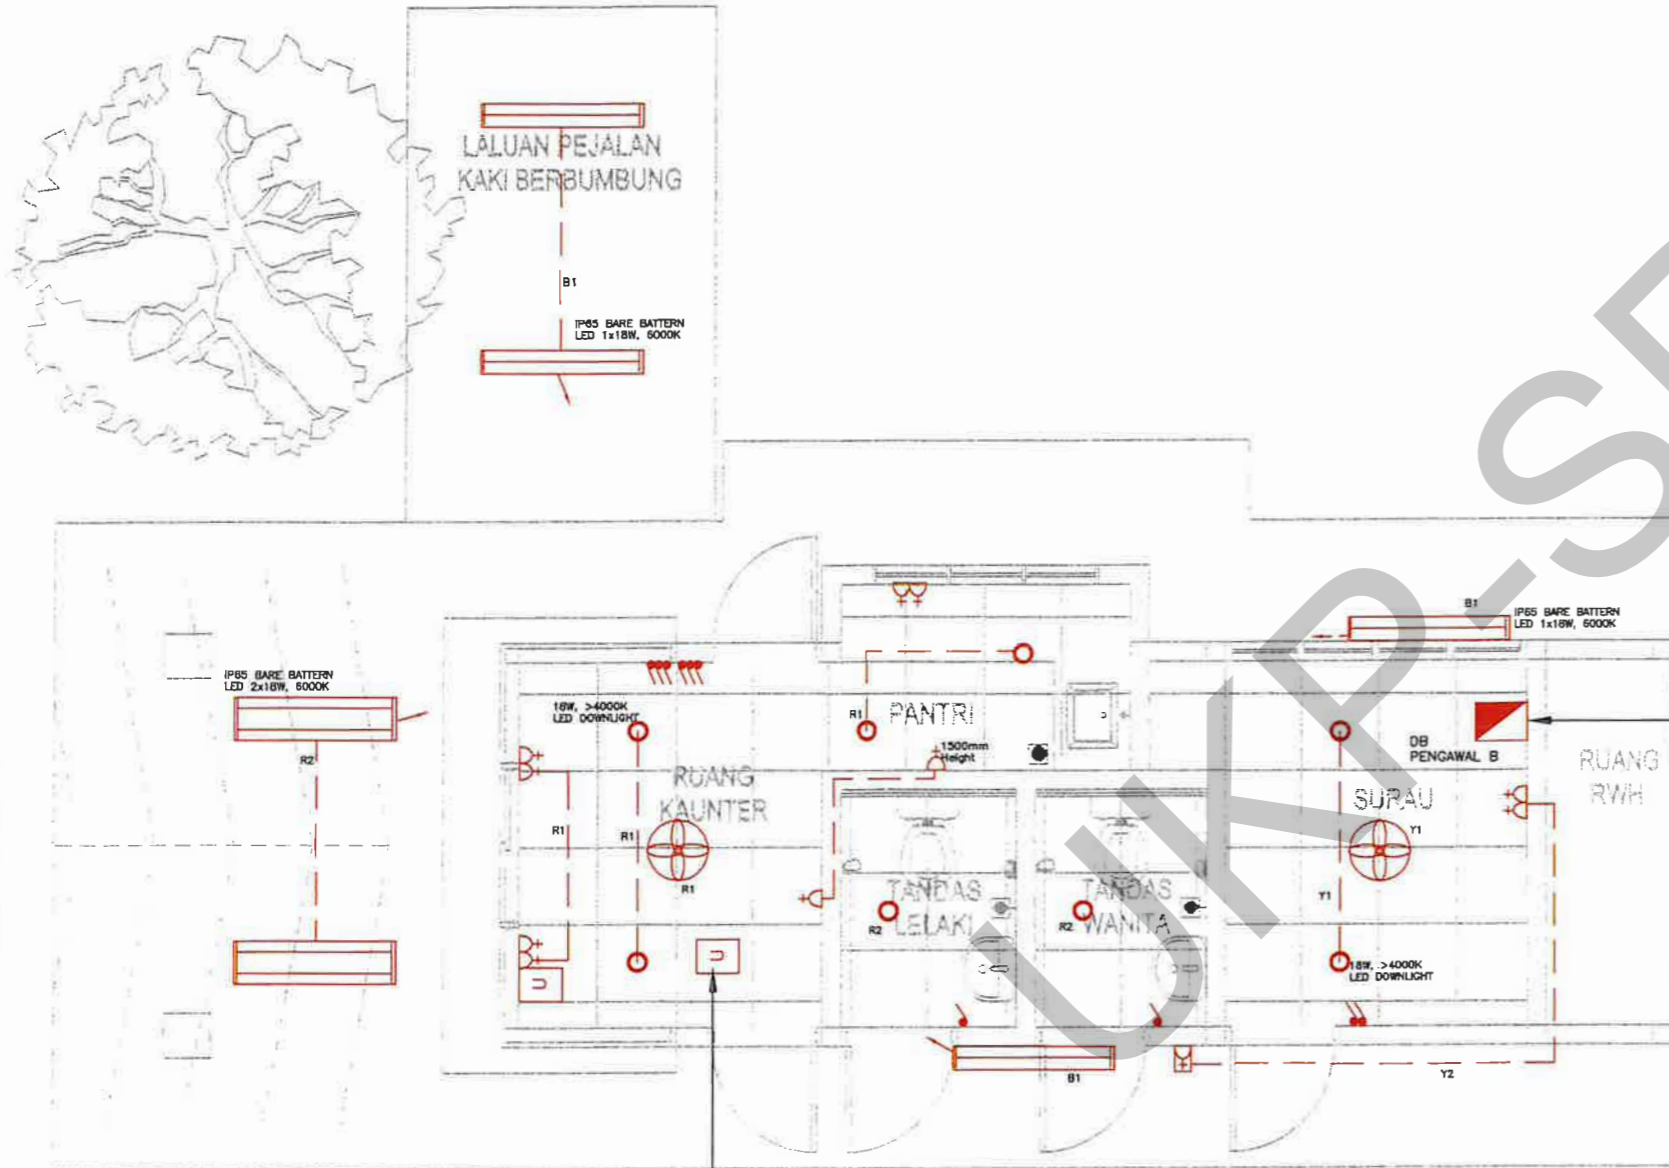 LALUAN PEJALAN
KAKI BERBUMBUNG
B1
IP65 BARE BATTERN
LED 1x18W, 6000K
B1
IP65 BARE BATTERN
LED 1x18W, 6000K
IP65 BARE BATTERN
LED 2x18W, 6000K
R2
18W, >4000K
LED DOWNLIGHT
R1
PANTRI
1500mm
Height
DB
PENGAWAL B
RUANG
RWH
RUANG
KAUNTER
R1
R1
R1
SURAU
Y1
Y1
TANDAS
LELAKI
R2
TANDAS
WANITA
R2
18W, >4000K
LED DOWNLIGHT
U
U
B1
Y2
UKP-S